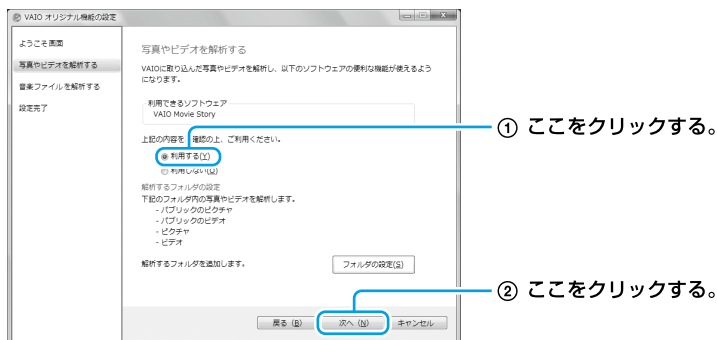 VAIO オリジナル機能の設定
ようこそ画面
写真やビデオを解析する
音楽ファイルを解析する
設定完了
写真やビデオを解析する
VAIOに取り込んだ写真やビデオを解析し、以下のソフトウェアの便利な機能が使えるよう
になります。
利用できるソフトウェア
VAIO Movie Story
上記の内容を 確認の上、ご利用ください。
利用する(Y)
利用しない(U)
解析するフォルダの設定
下記のフォルダ内の写真やビデオを解析します。
- パブリックのピクチャ
- パブリックのビデオ
- ピクチャ
- ビデオ
解析するフォルダを追加します。
フォルダの設定(S)
戻る (B)
次へ (N)
キャンセル
① ここをクリックする。
② ここをクリックする。